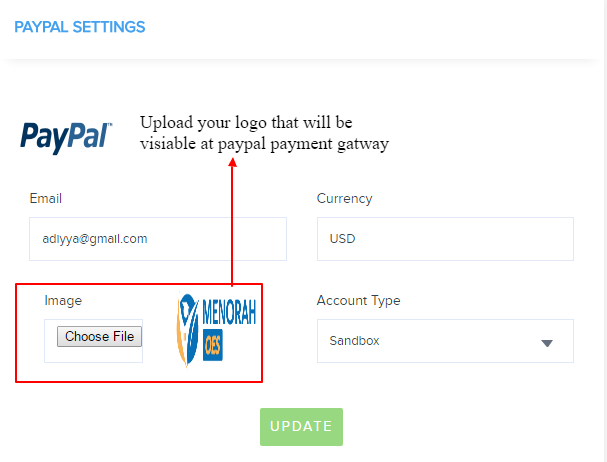 PAYPAL SETTINGS
PayPal™
Upload your logo that will be
visiable at paypal payment gatway
Email
Currency
adiyya@gmail.com
USD
Image
Account Type
Choose File
MENORAH
OES
Sandbox
UPDATE